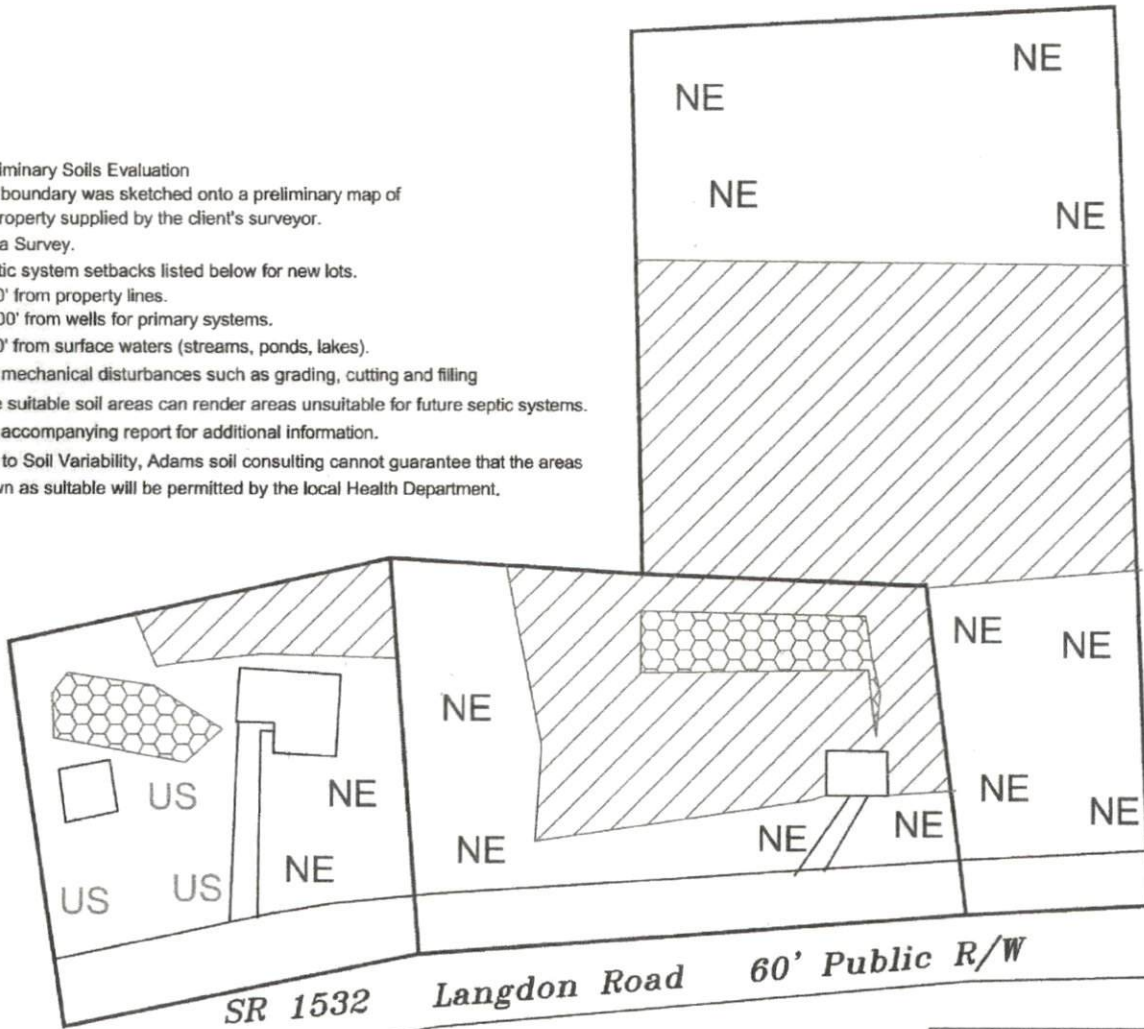 iminary Soils Evaluation
boundary was sketched onto a preliminary map of
roperty supplied by the client's surveyor.
a Survey.
tic system setbacks listed below for new lots.
0' from property lines.
00' from wells for primary systems.
0' from surface waters (streams, ponds, lakes).
mechanical disturbances such as grading, cutting and filling
e suitable soil areas can render areas unsuitable for future septic systems.
accompanying report for additional information.
to Soil Variability, Adams soil consulting cannot guarantee that the areas
wn as suitable will be permitted by the local Health Department.
NE
NE
NE
NE
NE
NE
NE
NE
NE
US
NE
NE
NE
NE
NE
US
US
NE
SR 1532 Langdon Road 60' Public R/W